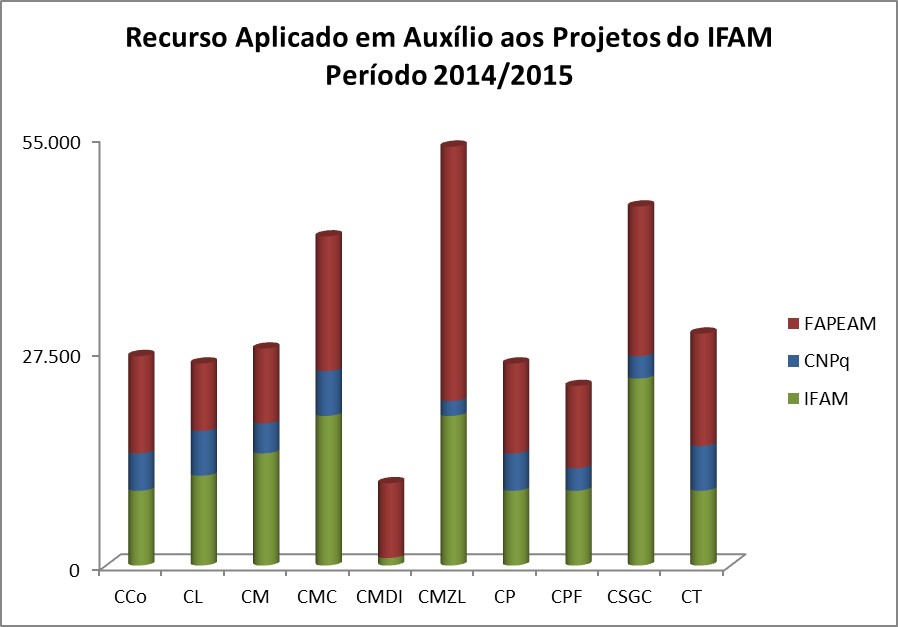 Recurso Aplicado em Auxílio aos Projetos do IFAM
Período 2014/2015
55.000
27.500
0
CCo CL CM CMC CMDI CMZL CP CPF CSGC CT
FAPEAM
CNPq
IFAM